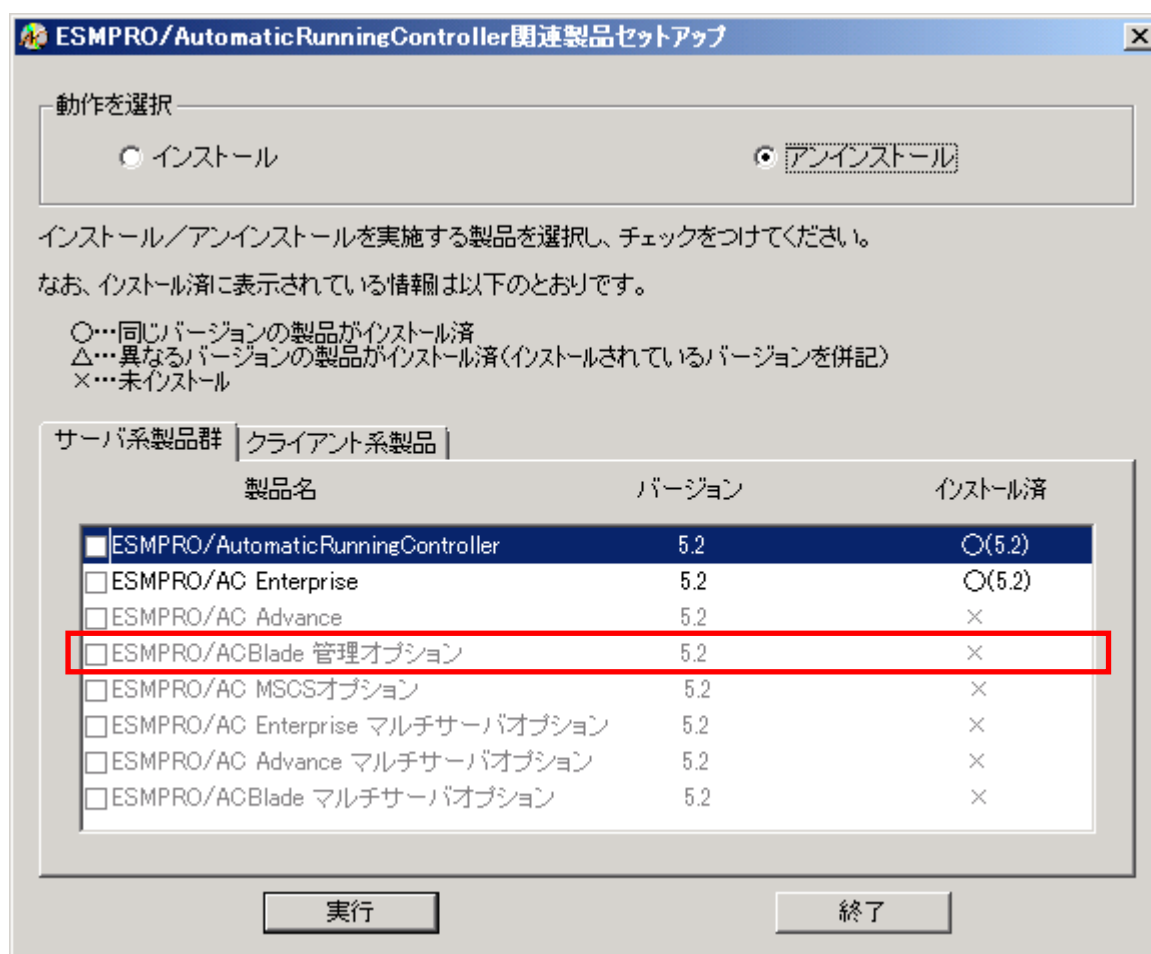 ESMPRO/AutomaticRunningController関連製品セットアップ
動作を選択
インストール
アンインストール
インストール／アンインストールを実施する製品を選択し、チェックをつけてください。
なお、インストール済に表示されている情報は以下のとおりです。
○…同じバージョンの製品がインストール済
△…異なるバージョンの製品がインストール済(インストールされているバージョンを併記)
×…未インストール
サーバ系製品群 クライアント系製品
製品名 バージョン インストール済
ESMPRO/AutomaticRunningController 5.2 ○(5.2)
ESMPRO/AC Enterprise 5.2 ○(5.2)
ESMPRO/AC Advance 5.2 ×
ESMPRO/ACBlade 管理オプション 5.2 ×
ESMPRO/AC MSCSオプション 5.2 ×
ESMPRO/AC Enterprise マルチサーバオプション 5.2 ×
ESMPRO/AC Advance マルチサーバオプション 5.2 ×
ESMPRO/ACBlade マルチサーバオプション 5.2 ×
実行 終了